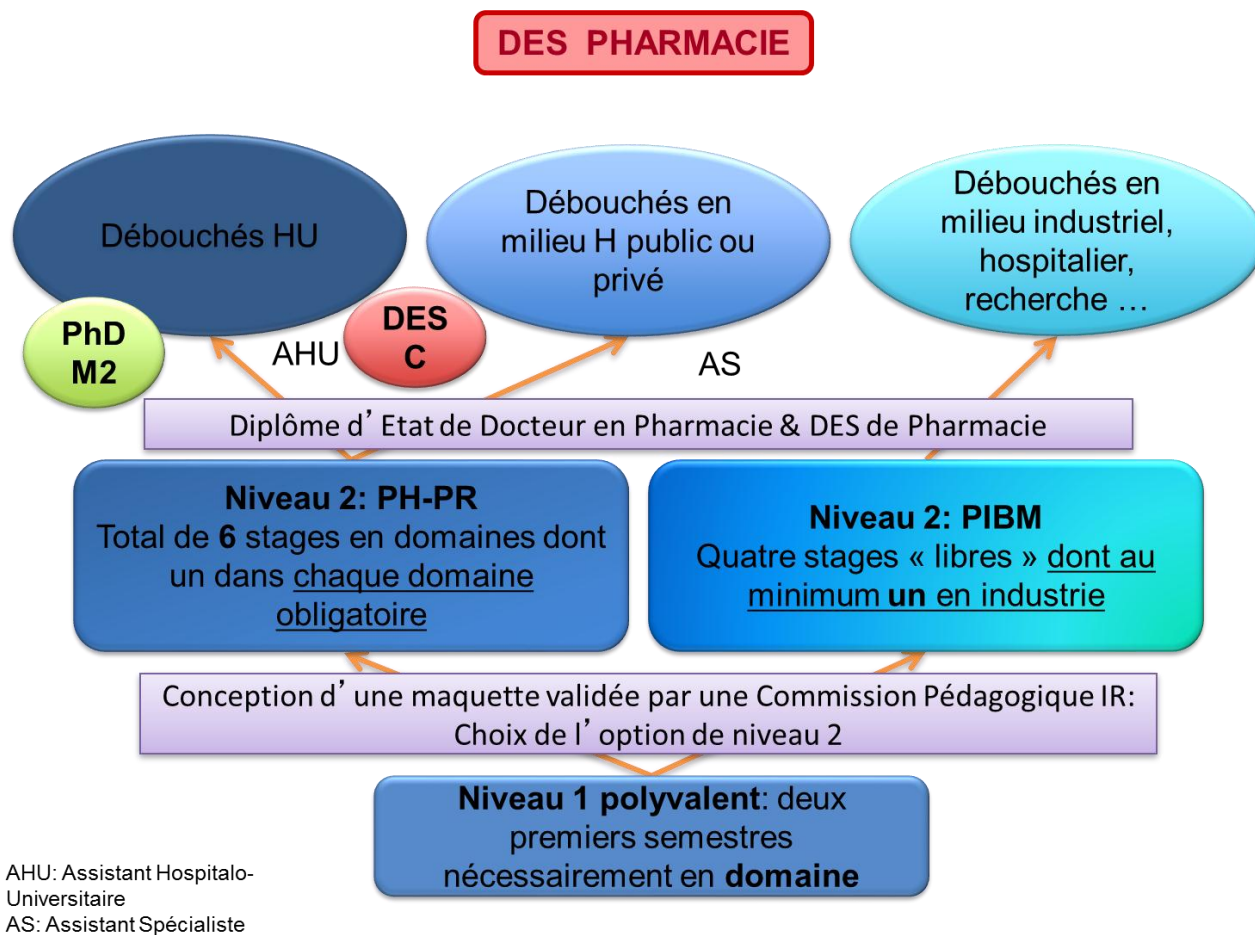 DES  PHARMACIE
Débouchés HU
Débouchés en
milieu H public ou
privé
Débouchés en
milieu industriel,
hospitalier,
recherche …
PhD
M2
AHU
DES
C
AS
Diplôme d’ Etat de Docteur en Pharmacie & DES de Pharmacie
Niveau 2: PH-PR
Total de 6 stages en domaines dont
un dans chaque domaine
obligatoire
Niveau 2: PIBM
Quatre stages « libres » dont au
minimum un en industrie
Conception d’ une maquette validée par une Commission Pédagogique IR:
Choix de l’ option de niveau 2
Niveau 1 polyvalent: deux
premiers semestres
nécessairement en domaine
AHU: Assistant Hospitalo-
Universitaire
AS: Assistant Spécialiste